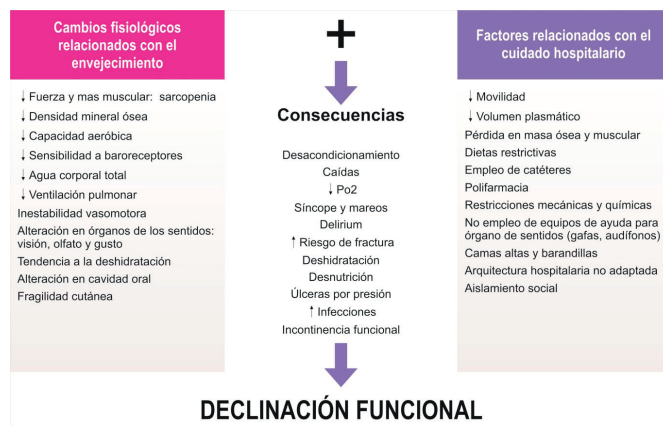 Cambios fisiológicos
relacionados con el
envejecimiento
↓ Fuerza y mas muscular: sarcopenia
↓ Densidad mineral ósea
↓ Capacidad aeróbica
↓ Sensibilidad a baroreceptores
↓ Agua corporal total
↓ Ventilación pulmonar
Inestabilidad vasomotora
Alteración en órganos de los sentidos:
visión, olfato y gusto
Tendencia a la deshidratación
Alteración en cavidad oral
Fragilidad cutánea
+
Consecuencias
Desacondicionamiento
Caídas
↓ Po2
Síncope y mareos
Delirium
↑ Riesgo de fractura
Deshidratación
Desnutrición
Úlceras por presión
↑ Infecciones
Incontinencia funcional
Factores relacionados con el
cuidado hospitalario
↓ Movilidad
↓ Volumen plasmático
Pérdida en masa ósea y muscular
Dietas restrictivas
Empleo de catéteres
Polifarmacia
Restricciones mecánicas y químicas
No empleo de equipos de ayuda para
órgano de sentidos (gafas, audífonos)
Camas altas y barandillas
Arquitectura hospitalaria no adaptada
Aislamiento social
DECLINACIÓN FUNCIONAL